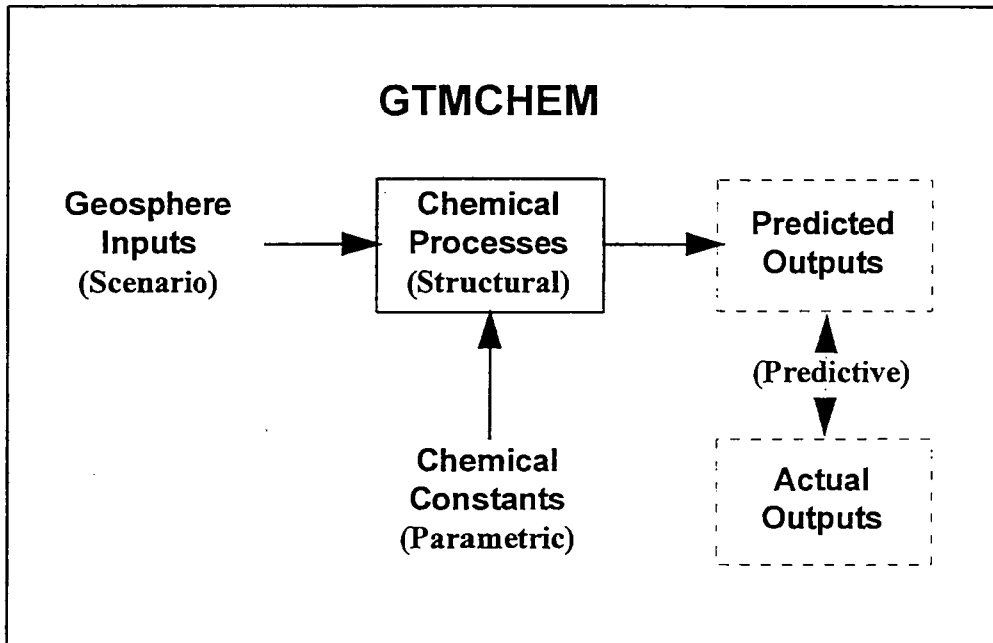 GTMCHEM
Geosphere
Inputs
(Scenario)
Chemical
Processes
(Structural)
Predicted
Outputs
(Predictive)
Chemical
Constants
(Parametric)
Actual
Outputs